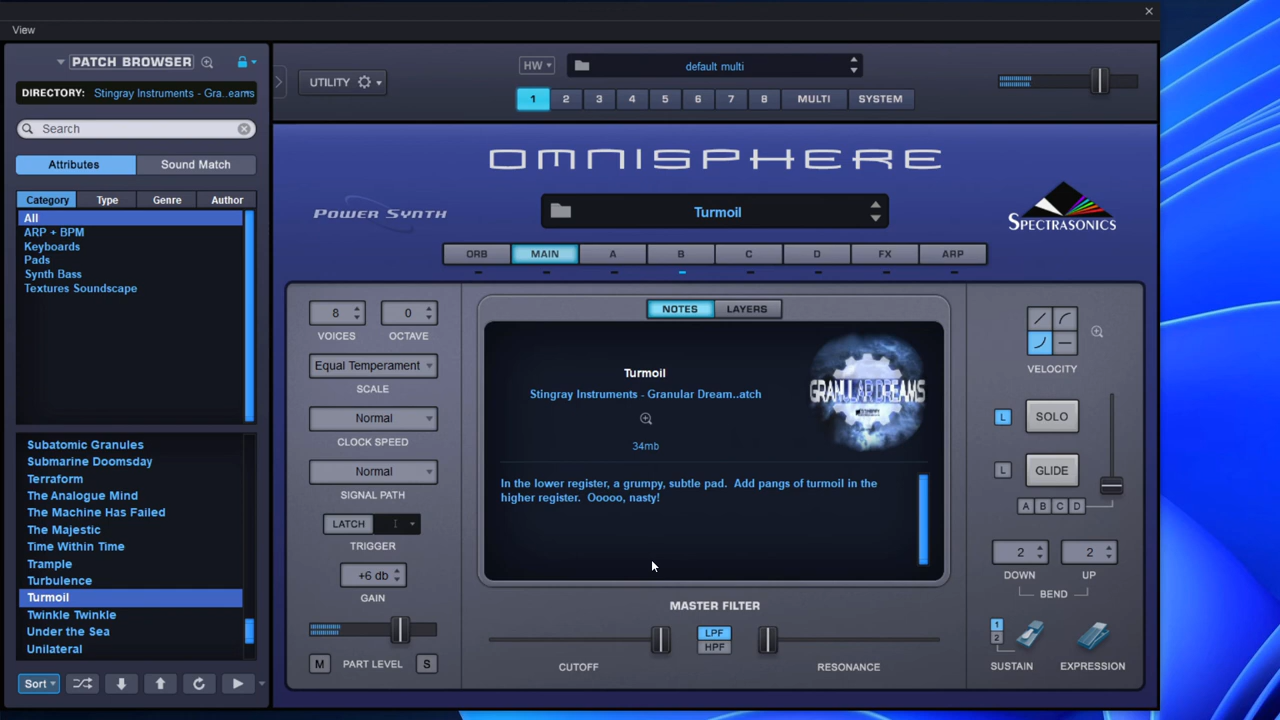 View
PATCH BROWSER
DIRECTORY: Stingray Instruments - Gra..eams
Search
Attributes
Sound Match
Category
Type
Genre
Author
All
ARP + BPM
Keyboards
Pads
Synth Bass
Textures Soundscape
Subatomic Granules
Submarine Doomsday
Terraform
The Analogue Mind
The Machine Has Failed
The Majestic
Time Within Time
Trample
Turbulence
Turmoil
Twinkle Twinkle
Under the Sea
Unilateral
Sort
UTILITY
HW
default multi
1 2 3 4 5 6 7 8 MULTI SYSTEM
OMNISPHERE
POWER SYNTH
Turmoil
SPECTRASONICS
ORB MAIN A B C D FX ARP
8
0
VOICES
OCTAVE
Equal Temperament
SCALE
Normal
CLOCK SPEED
Normal
SIGNAL PATH
LATCH
TRIGGER
+6 db
GAIN
M PART LEVEL S
NOTES LAYERS
Turmoil
Stingray Instruments - Granular Dream..atch
34mb
GRANULAR DREAMS
In the lower register, a grumpy, subtle pad. Add pangs of turmoil in the
higher register. Ooooo, nasty!
MASTER FILTER
LPF
HPF
CUTOFF
RESONANCE
VELOCITY
L SOLO
L GLIDE
A B C D
2
2
DOWN
UP
BEND
1
2
SUSTAIN
EXPRESSION